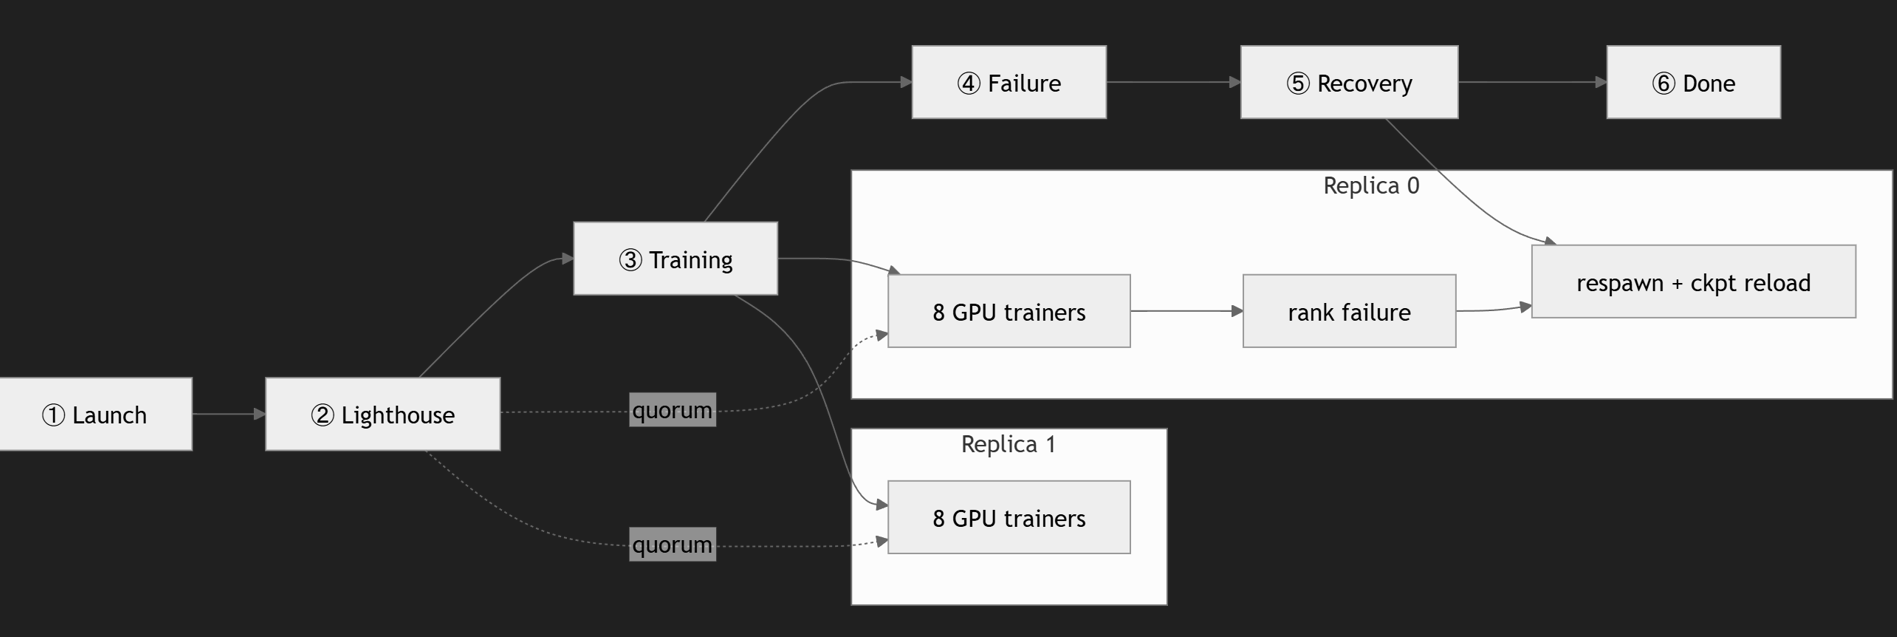 ④ Failure
⑤ Recovery
⑥ Done
Replica 0
③ Training
8 GPU trainers
rank failure
respawn + ckpt reload
① Launch
② Lighthouse
quorum
Replica 1
8 GPU trainers
quorum